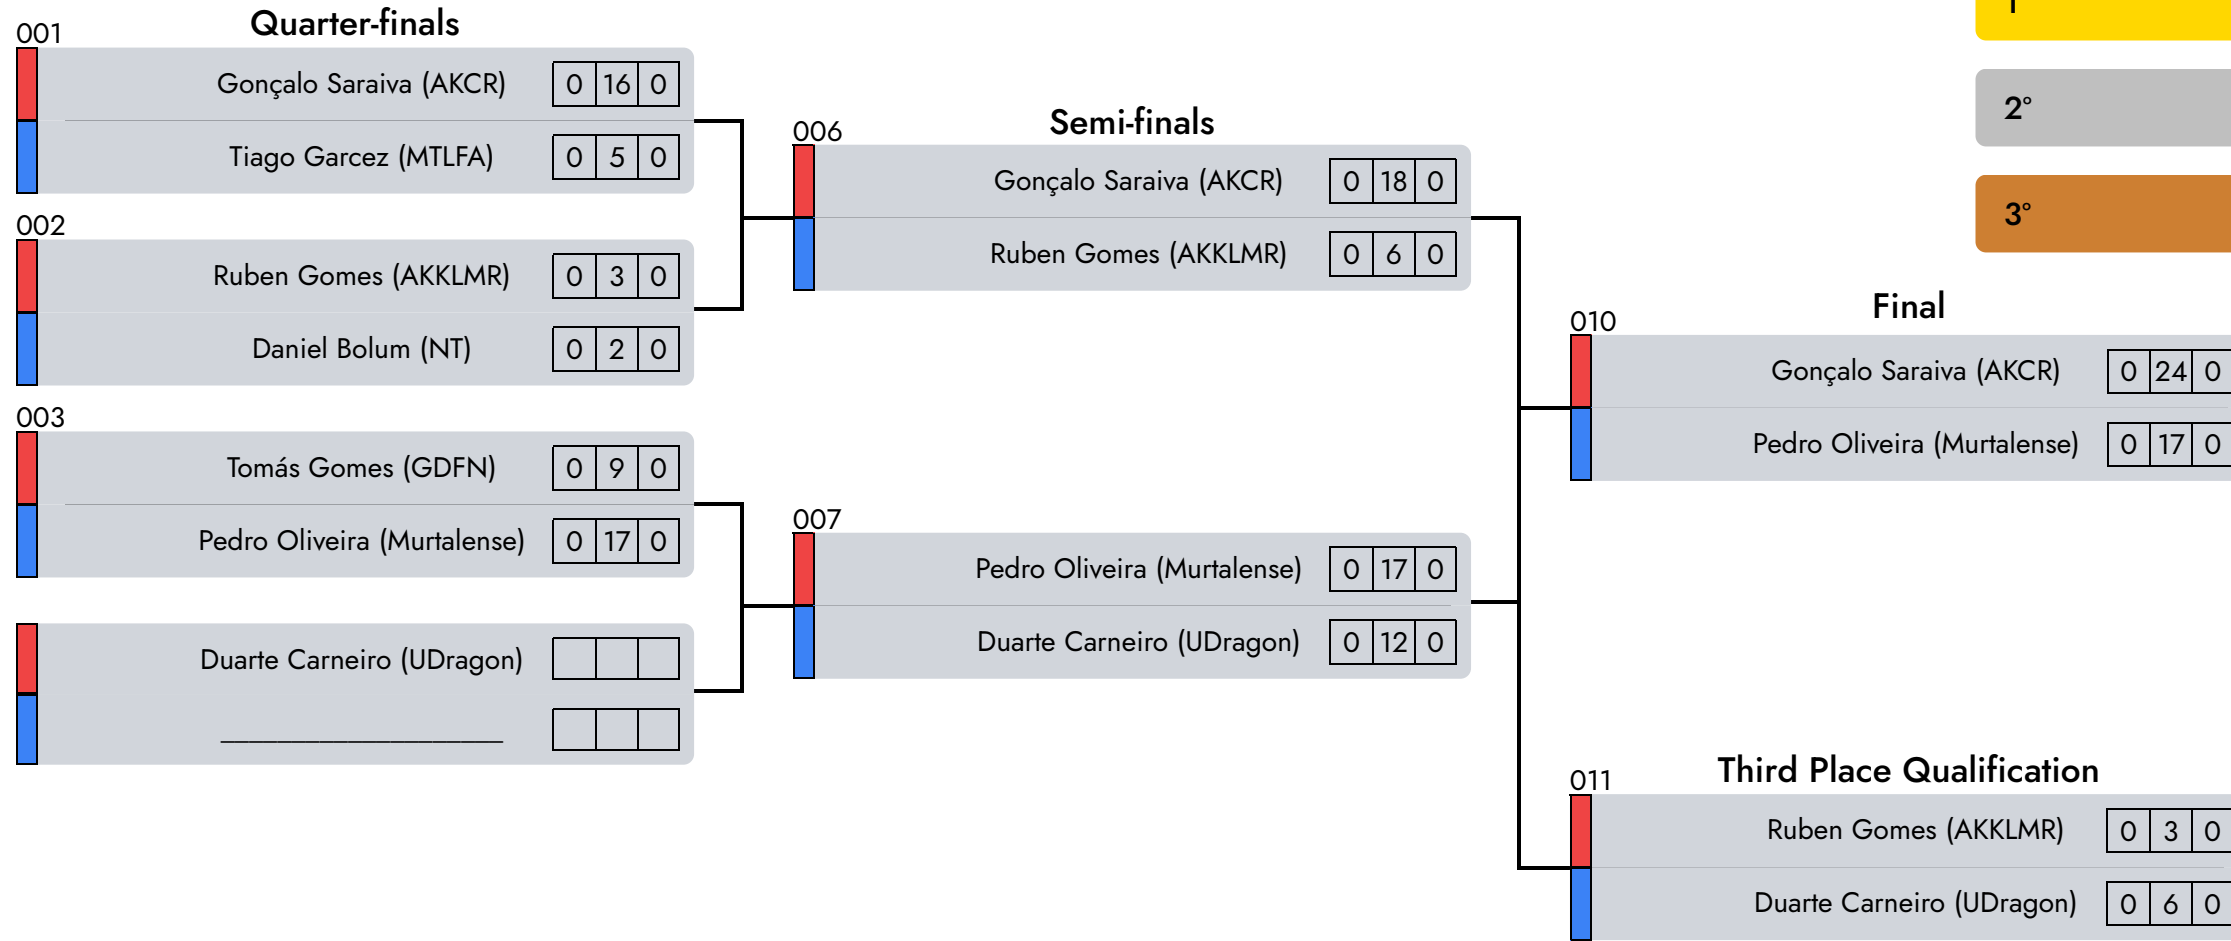 Quarter-finals
001
Gonçalo Saraiva (AKCR) 0 16 0
Tiago Garcez (MTLFA) 0 5 0
002
Ruben Gomes (AKKLMR) 0 3 0
Daniel Bolum (NT) 0 2 0
003
Tomás Gomes (GDFN) 0 9 0
Pedro Oliveira (Murtalense) 0 17 0
Duarte Carneiro (UDragon)
Semi-finals
006
Gonçalo Saraiva (AKCR) 0 18 0
Ruben Gomes (AKKLMR) 0 6 0
007
Pedro Oliveira (Murtalense) 0 17 0
Duarte Carneiro (UDragon) 0 12 0
2°
3°
Final
010
Gonçalo Saraiva (AKCR) 0 24 0
Pedro Oliveira (Murtalense) 0 17 0
Third Place Qualification
011
Ruben Gomes (AKKLMR) 0 3 0
Duarte Carneiro (UDragon) 0 6 0